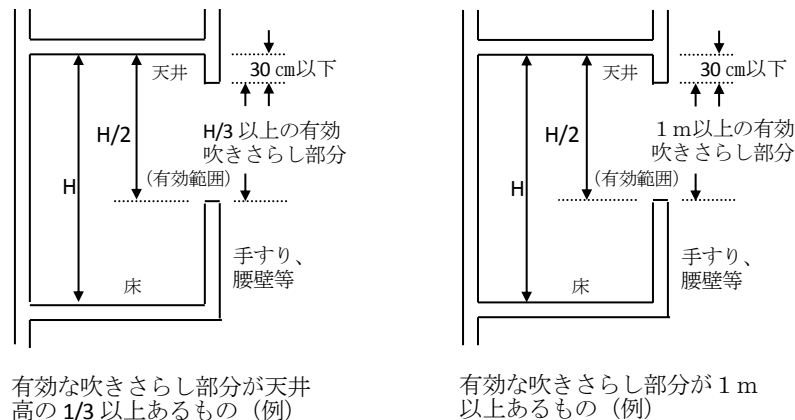 天井
30 ㎝以下
H/2
H/3 以上の有効
吹きさらし部分
(有効範囲)
H
手すり、
腰壁等
床
有効な吹きさらし部分が天井
高の 1/3 以上あるもの（例）
天井
30 ㎝以下
H/2
１ｍ以上の有効
吹きさらし部分
(有効範囲)
H
手すり、
腰壁等
床
有効な吹きさらし部分が１ｍ
以上あるもの（例）